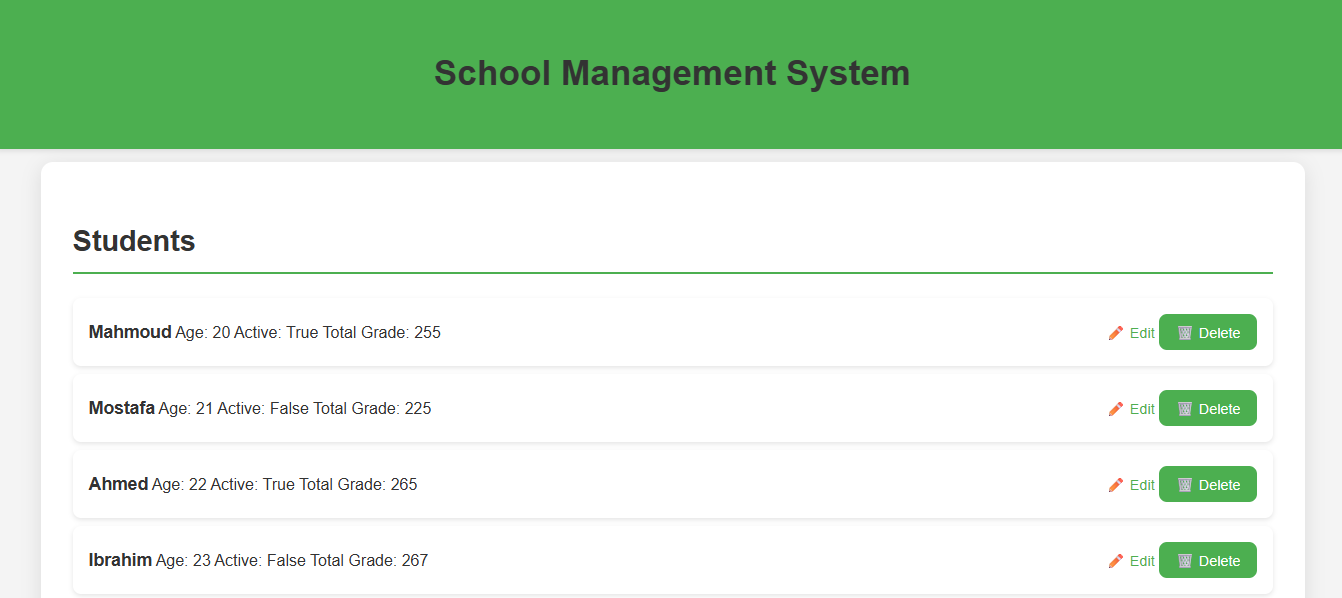 School Management System
Students
Mahmoud Age: 20 Active: True Total Grade: 255 Edit Delete
Mostafa Age: 21 Active: False Total Grade: 225 Edit Delete
Ahmed Age: 22 Active: True Total Grade: 265 Edit Delete
Ibrahim Age: 23 Active: False Total Grade: 267 Edit Delete